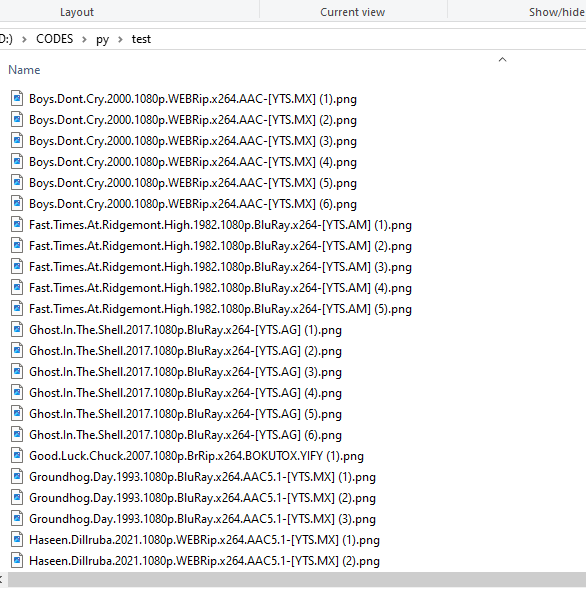 Layout
Current view
Show/hide
D:) > CODES > py > test
Name
Boys.Dont.Cry.2000.1080p.WEBRip.x264.AAC-[YTS.MX] (1).png
Boys.Dont.Cry.2000.1080p.WEBRip.x264.AAC-[YTS.MX] (2).png
Boys.Dont.Cry.2000.1080p.WEBRip.x264.AAC-[YTS.MX] (3).png
Boys.Dont.Cry.2000.1080p.WEBRip.x264.AAC-[YTS.MX] (4).png
Boys.Dont.Cry.2000.1080p.WEBRip.x264.AAC-[YTS.MX] (5).png
Boys.Dont.Cry.2000.1080p.WEBRip.x264.AAC-[YTS.MX] (6).png
Fast.Times.At.Ridgemont.High.1982.1080p.BluRay.x264-[YTS.AM] (1).png
Fast.Times.At.Ridgemont.High.1982.1080p.BluRay.x264-[YTS.AM] (2).png
Fast.Times.At.Ridgemont.High.1982.1080p.BluRay.x264-[YTS.AM] (3).png
Fast.Times.At.Ridgemont.High.1982.1080p.BluRay.x264-[YTS.AM] (4).png
Fast.Times.At.Ridgemont.High.1982.1080p.BluRay.x264-[YTS.AM] (5).png
Ghost.In.The.Shell.2017.1080p.BluRay.x264-[YTS.AG] (1).png
Ghost.In.The.Shell.2017.1080p.BluRay.x264-[YTS.AG] (2).png
Ghost.In.The.Shell.2017.1080p.BluRay.x264-[YTS.AG] (3).png
Ghost.In.The.Shell.2017.1080p.BluRay.x264-[YTS.AG] (4).png
Ghost.In.The.Shell.2017.1080p.BluRay.x264-[YTS.AG] (5).png
Ghost.In.The.Shell.2017.1080p.BluRay.x264-[YTS.AG] (6).png
Good.Luck.Chuck.2007.1080p.BrRip.x264.BOKUTOX.YIFY (1).png
Groundhog.Day.1993.1080p.BluRay.x264.AAC5.1-[YTS.MX] (1).png
Groundhog.Day.1993.1080p.BluRay.x264.AAC5.1-[YTS.MX] (2).png
Groundhog.Day.1993.1080p.BluRay.x264.AAC5.1-[YTS.MX] (3).png
Haseen.Dillruba.2021.1080p.WEBRip.x264.AAC5.1-[YTS.MX] (1).png
Haseen.Dillruba.2021.1080p.WEBRip.x264.AAC5.1-[YTS.MX] (2).png